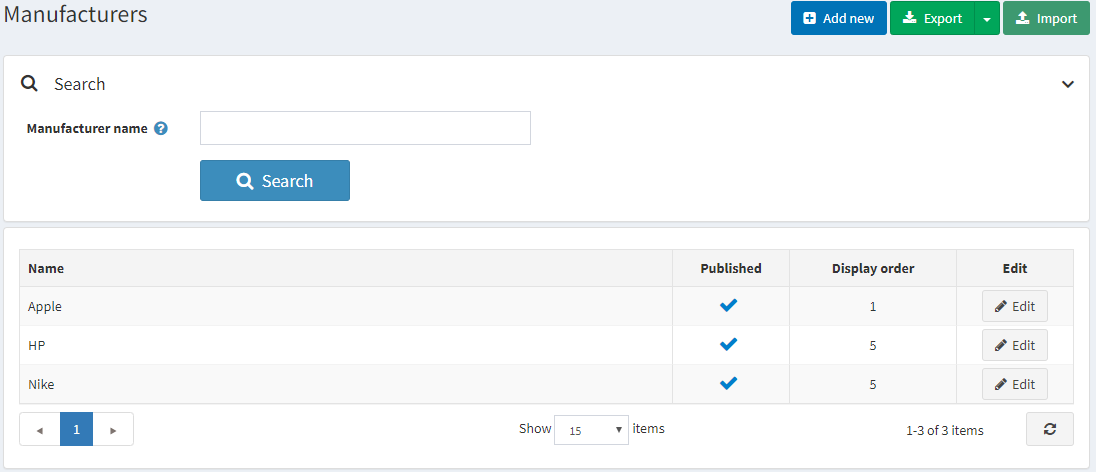 Manufacturers
Add new Export Import
Search
Manufacturer name
Search
Name Published Display order Edit
Apple 1 Edit
HP 5 Edit
Nike 5 Edit
1 Show 15 items 1-3 of 3 items